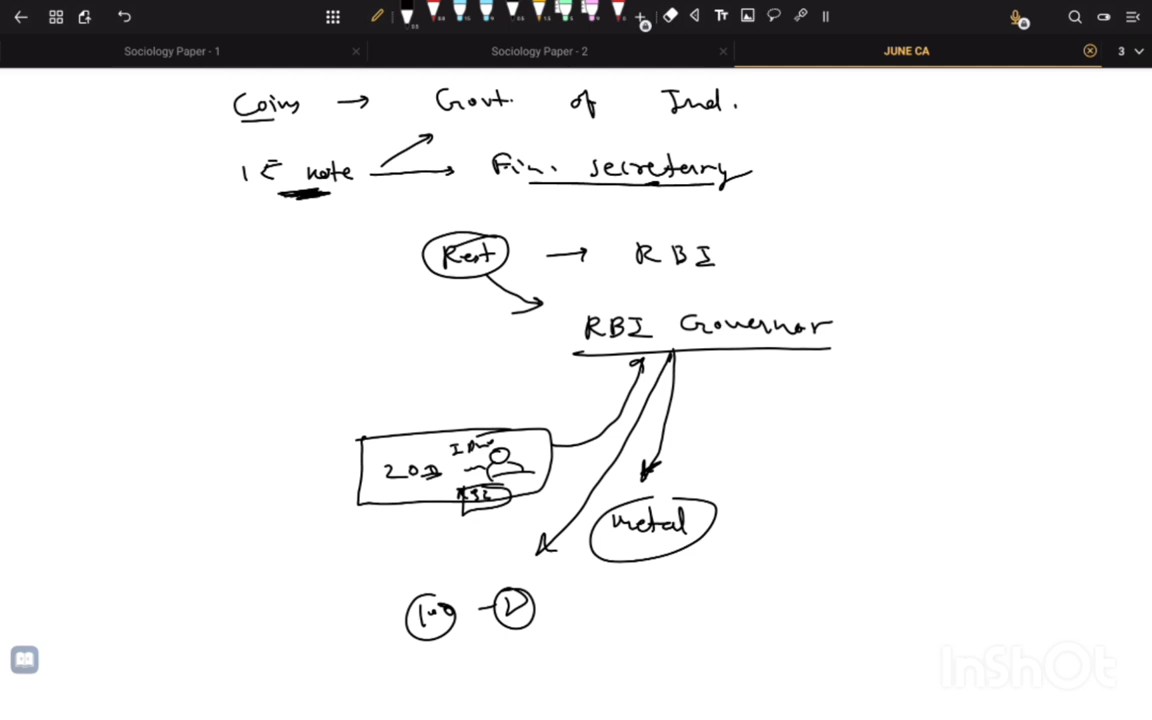 Sociology Paper - 1
Sociology Paper - 2
JUNE CA
3
Coins → Govt. of Ind.
1₹ note → Fin. secretary
Rest → RBI
RBI Governor
200
RBI
metal
100
InShOt